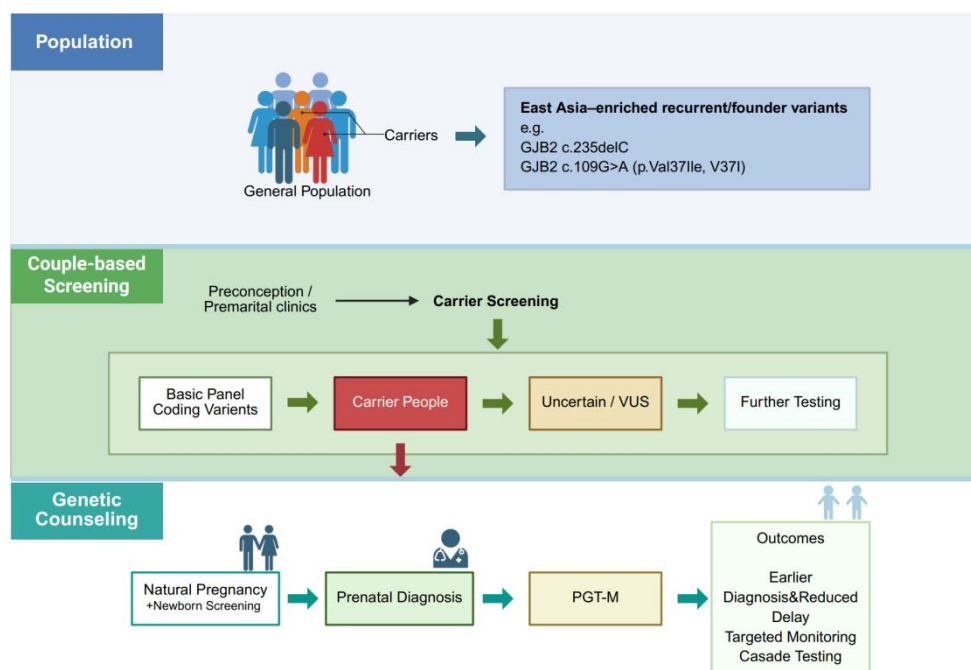 Population
East Asia–enriched recurrent/founder variants
e.g.
GJB2 c.235delC
GJB2 c.109G>A (p.Val37Ile, V37I)
Carriers
General Population
Couple-based
Screening
Preconception /
Premarital clinics
Carrier Screening
Basic Panel
Coding Varients
Carrier People
Uncertain / VUS
Further Testing
Genetic
Counseling
Natural Pregnancy
+Newborn Screening
Prenatal Diagnosis
PGT-M
Outcomes
Earlier
Diagnosis&Reduced
Delay
Targeted Monitoring
Casade Testing